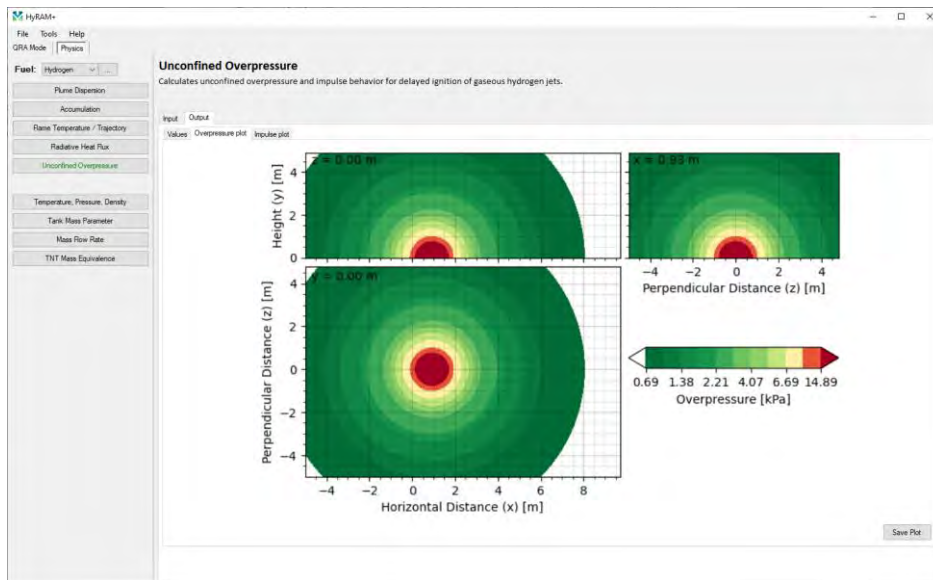 HyRAM+
File Tools Help
QRA Mode Physics
Fuel: Hydrogen ...
Plume Dispersion
Accumulation
Flame Temperature / Trajectory
Radiative Heat Flux
Unconfined Overpressure
Temperature, Pressure, Density
Tank Mass Parameter
Mass Flow Rate
TNT Mass Equivalence
Unconfined Overpressure
Calculates unconfined overpressure and impulse behavior for delayed ignition of gaseous hydrogen jets.
Input Output
Values Overpressure plot Impulse plot
z = 0.00 m
Height (y) [m]
4
2
0
x = 0.93 m
−4 −2 0 2 4
Perpendicular Distance (z) [m]
y = 0.00 m
Perpendicular Distance (z) [m]
4
2
0
−2
−4
−4 −2 0 2 4 6 8
Horizontal Distance (x) [m]
0.69 1.38 2.21 4.07 6.69 14.89
Overpressure [kPa]
Save Plot